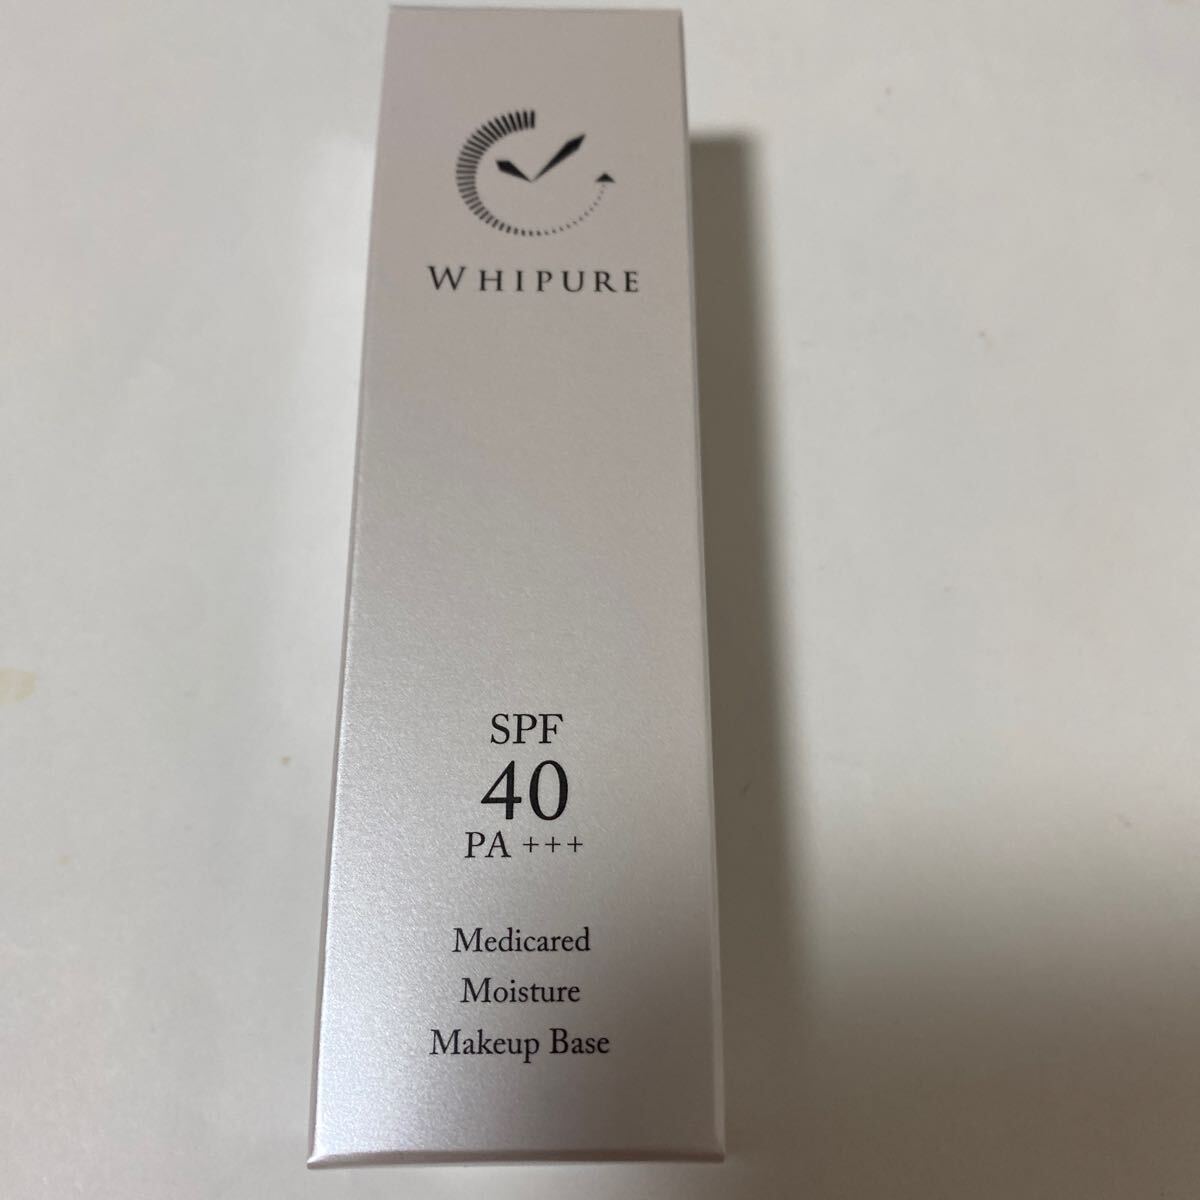 WHIPURE
SPF
40
PA +++
Medicared
Moisture
Makeup Base